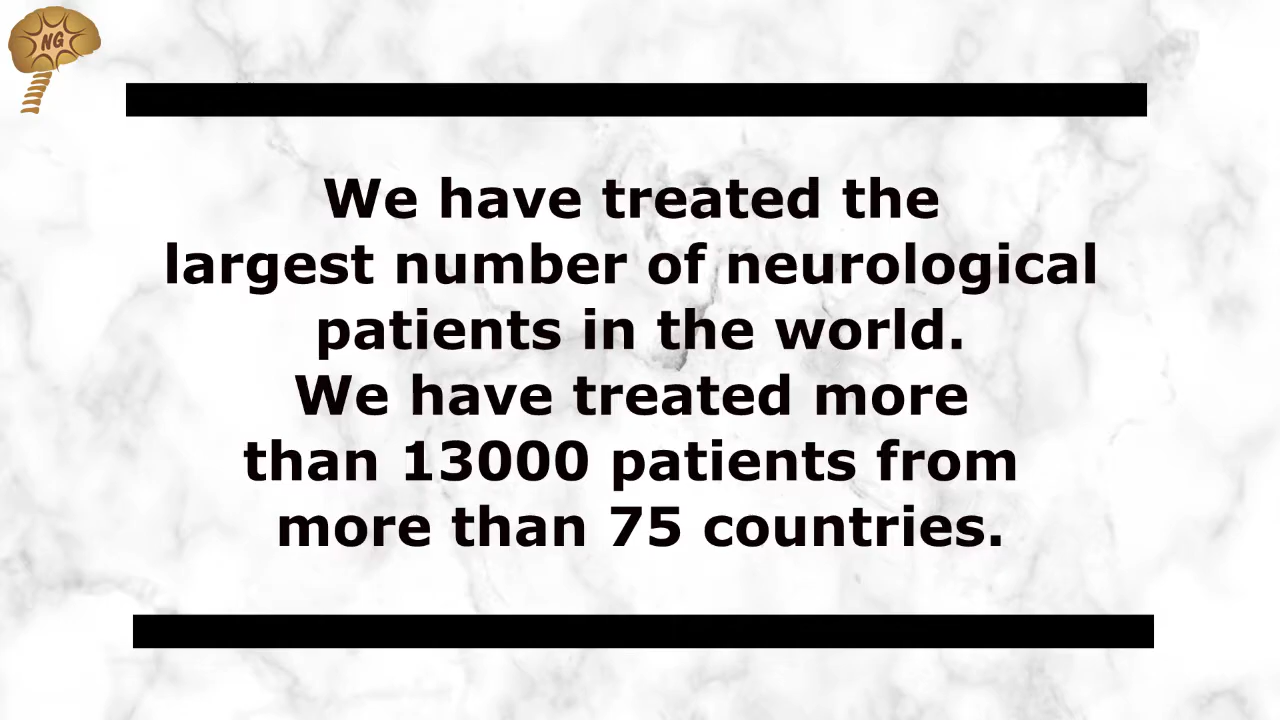 NG
We have treated the
largest number of neurological
patients in the world.
We have treated more
than 13000 patients from
more than 75 countries.